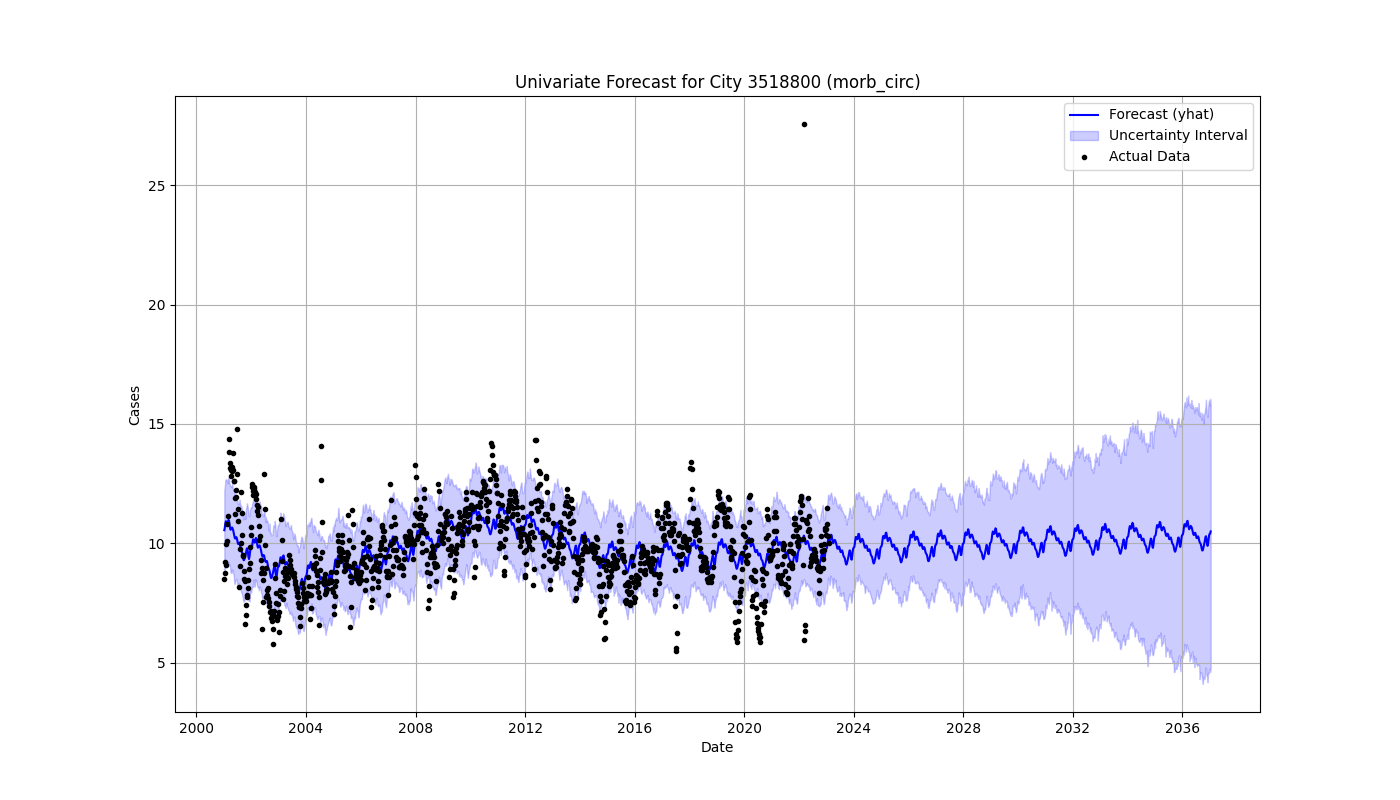 Univariate Forecast for City 3518800 (morb_circ)
Forecast (yhat)
Uncertainty Interval
Actual Data
Cases
25
20
15
10
5
2000 2004 2008 2012 2016 2020 2024 2028 2032 2036
Date